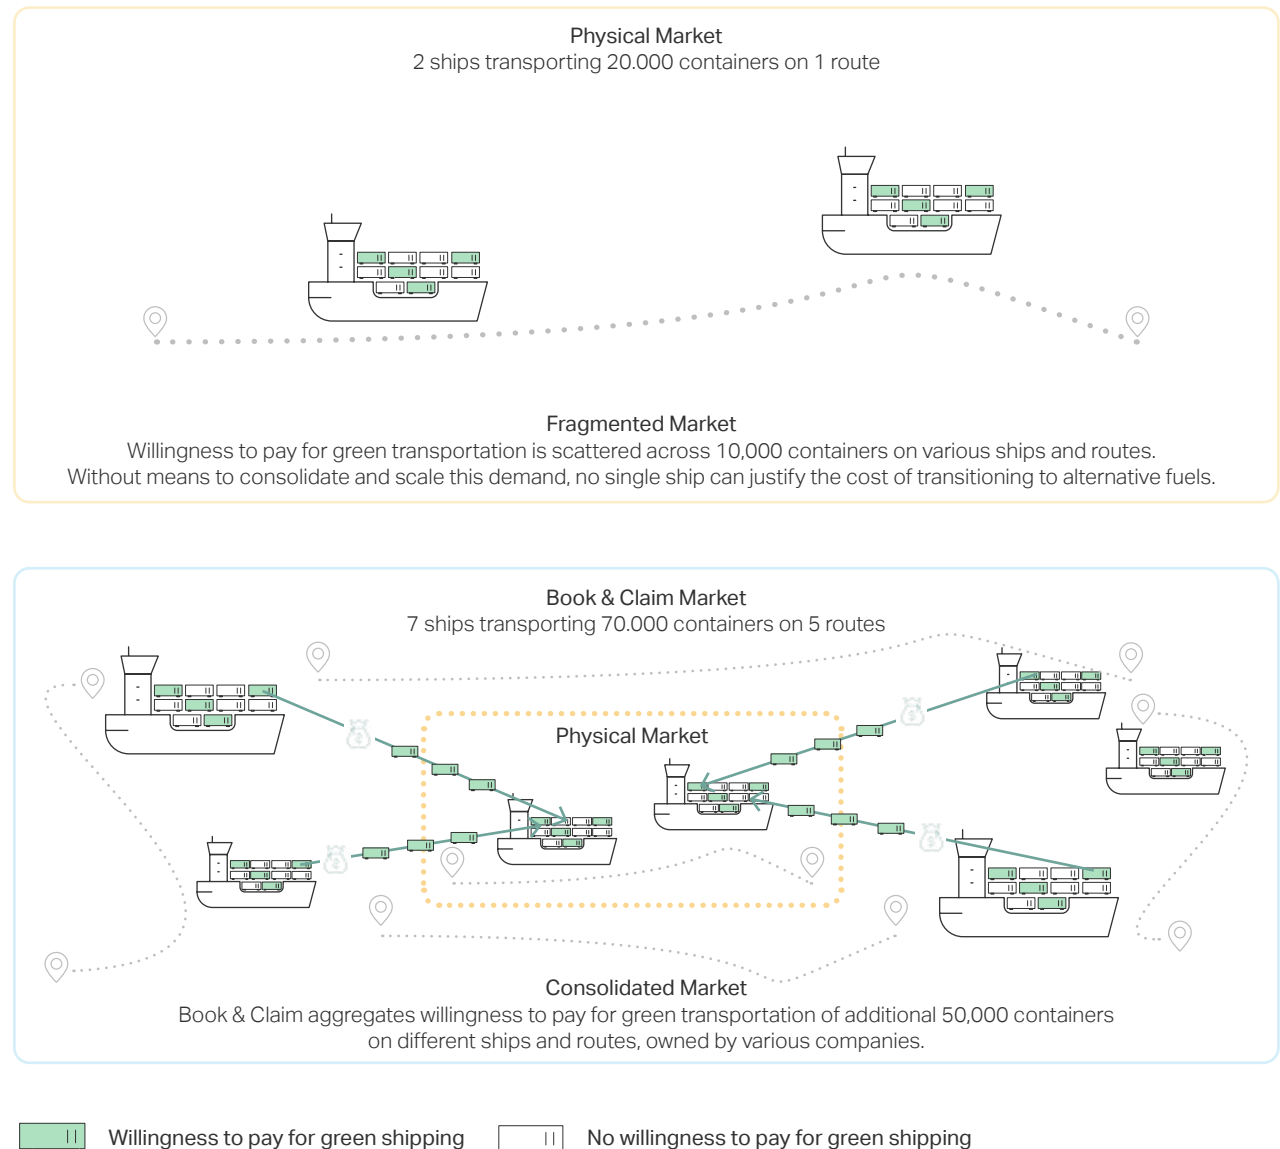 Physical Market
2 ships transporting 20.000 containers on 1 route
Fragmented Market
Willingness to pay for green transportation is scattered across 10,000 containers on various ships and routes.
Without means to consolidate and scale this demand, no single ship can justify the cost of transitioning to alternative fuels.
Book & Claim Market
7 ships transporting 70.000 containers on 5 routes
Physical Market
Consolidated Market
Book & Claim aggregates willingness to pay for green transportation of additional 50,000 containers
on different ships and routes, owned by various companies.
Willingness to pay for green shipping
No willingness to pay for green shipping